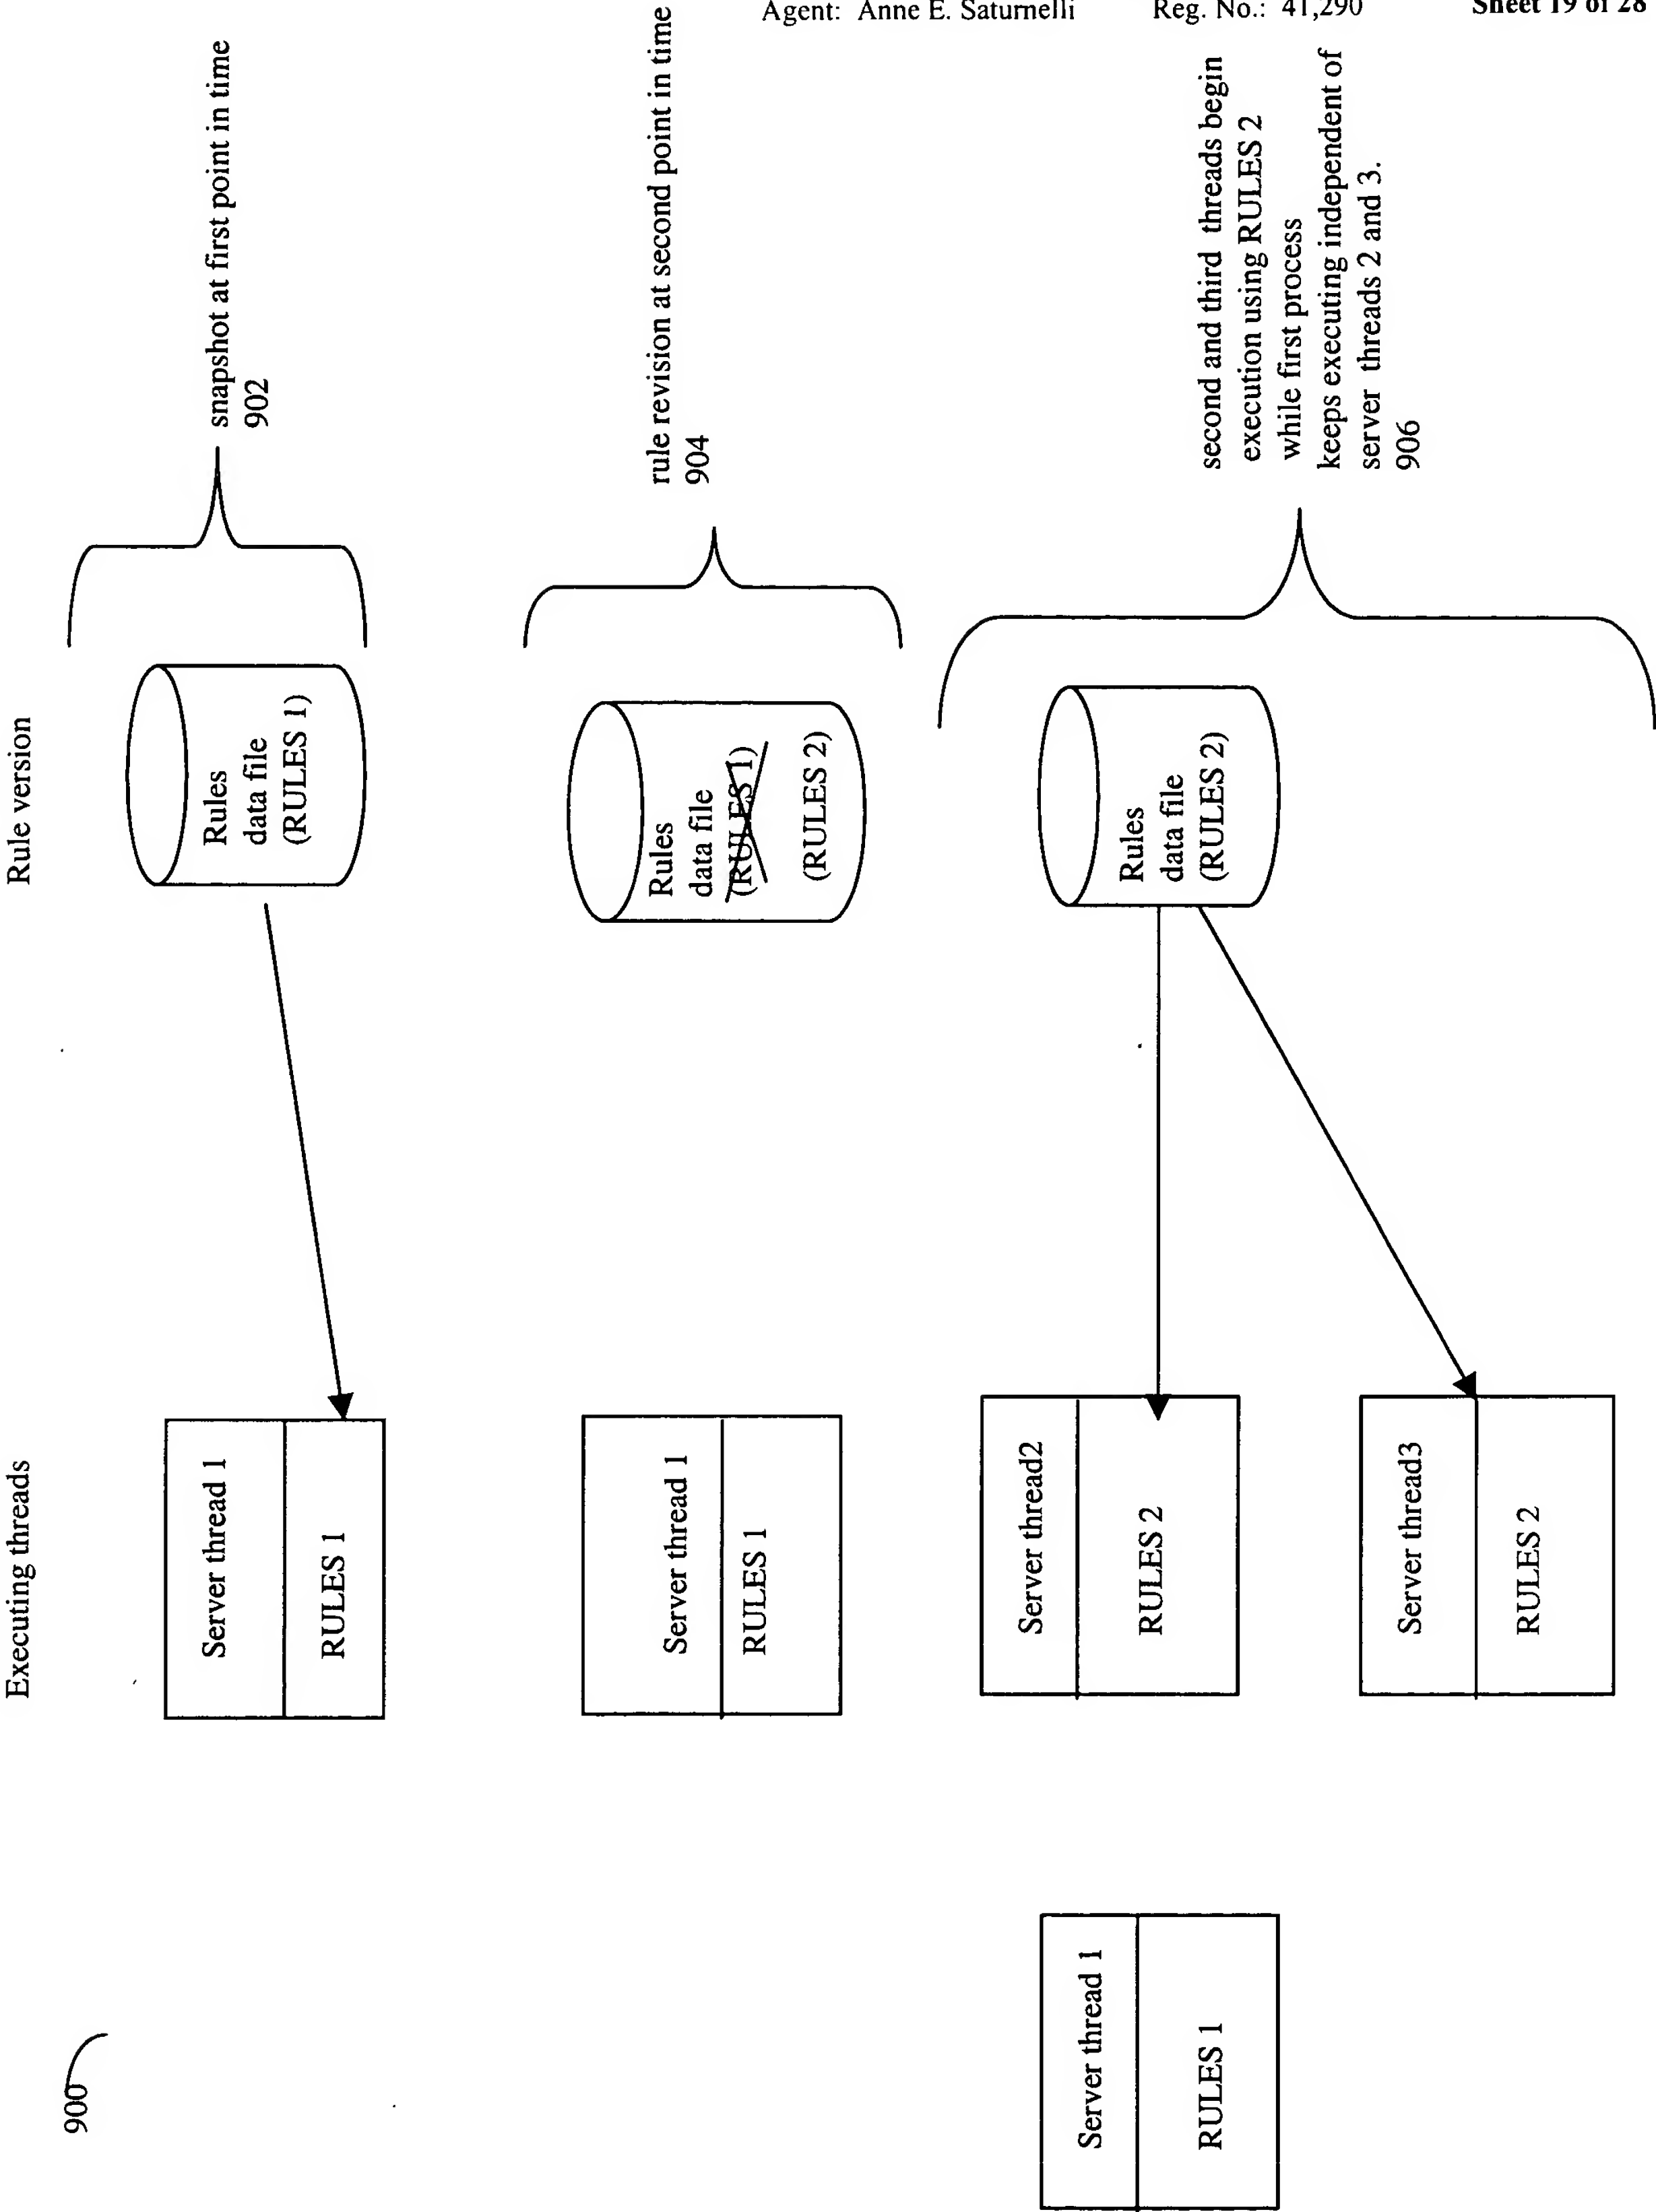 Agent: Anne E. Saturnelli Reg. No.: 41,290 Sheet 19 of 28
900
Executing threads
Rule version
Server thread 1
RULES 1
Rules
data file
(RULES 1)
snapshot at first point in time
902
Server thread 1
RULES 1
Rules
data file
(RULES 1)
(RULES 2)
rule revision at second point in time
904
Server thread 1
RULES 1
Server thread2
RULES 2
Server thread3
RULES 2
Rules
data file
(RULES 2)
second and third threads begin
execution using RULES 2
while first process
keeps executing independent of
server threads 2 and 3.
906